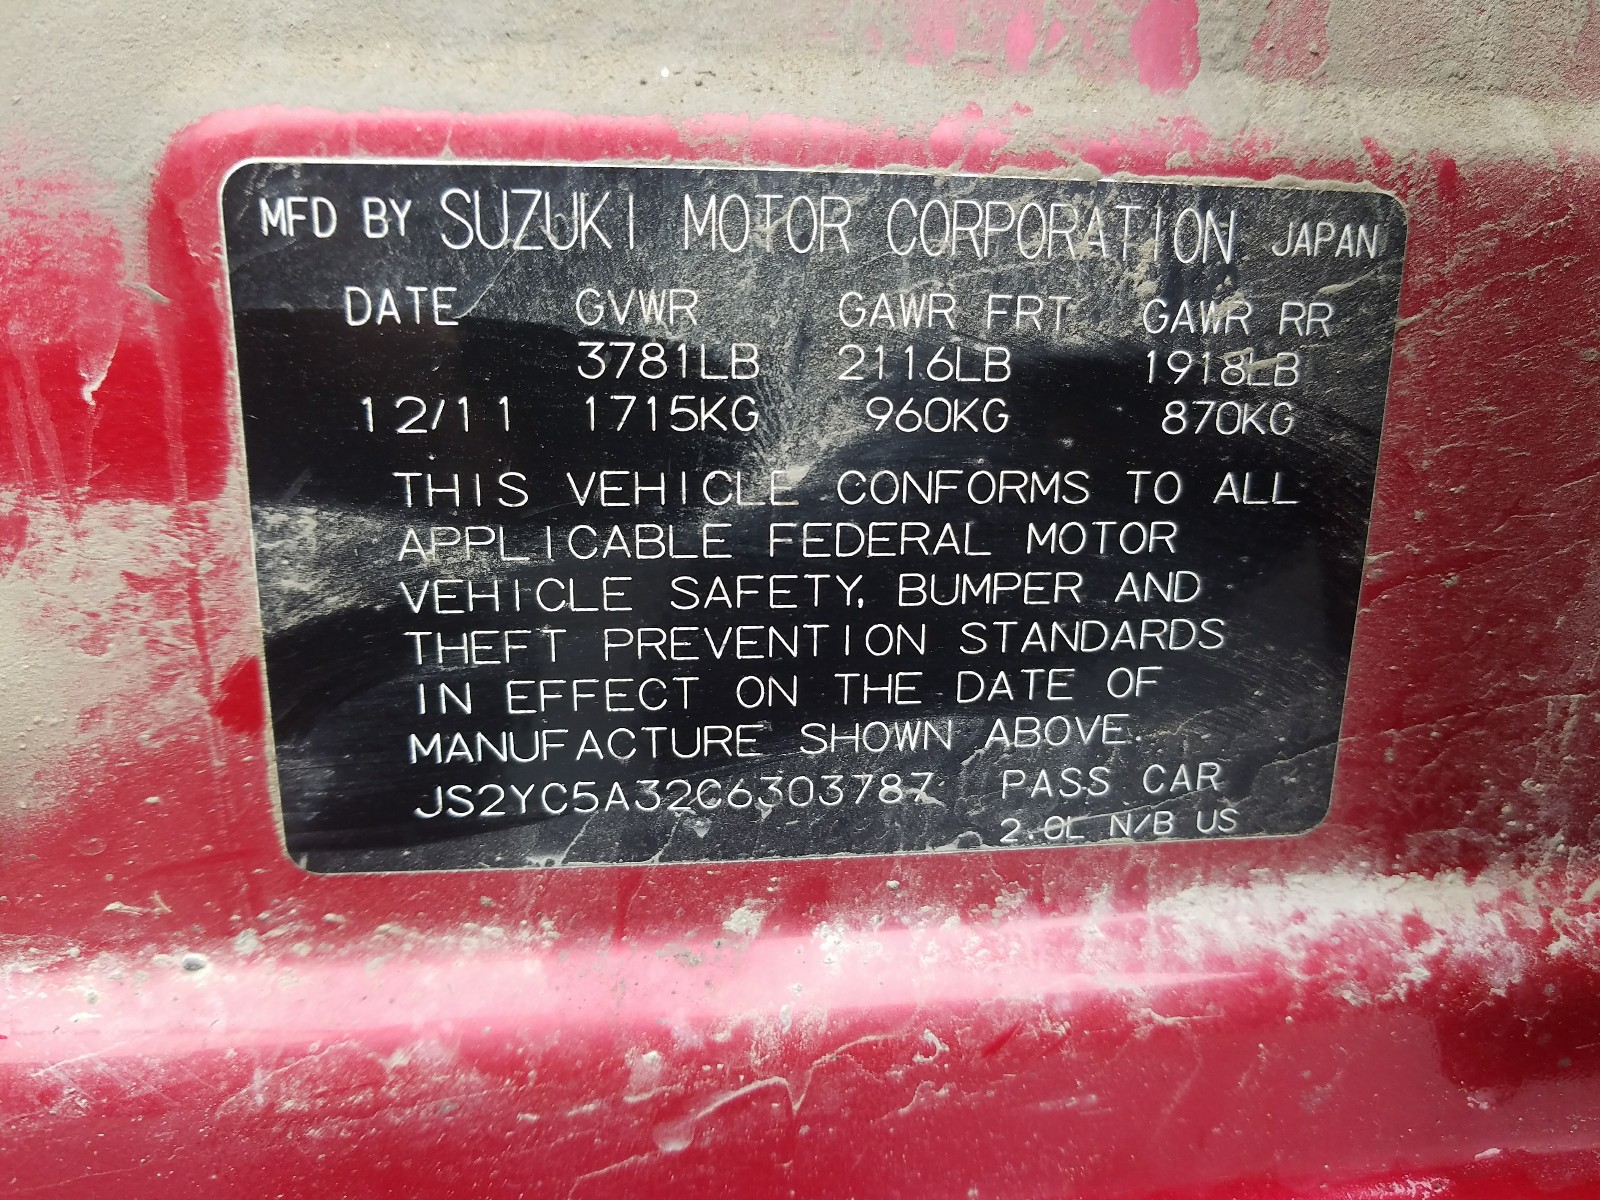 MFD BY SUZUKI MOTOR CORPORATION JAPAN
DATE GVWR GAWR FRT GAWR RR
3781LB 2116LB 1918LB
12/11 1715KG 960KG 870KG
THIS VEHICLE CONFORMS TO ALL
APPLICABLE FEDERAL MOTOR
VEHICLE SAFETY, BUMPER AND
THEFT PREVENTION STANDARDS
IN EFFECT ON THE DATE OF
MANUFACTURE SHOWN ABOVE.
JS2YC5A32C6303787 PASS CAR
2.0L N/B US